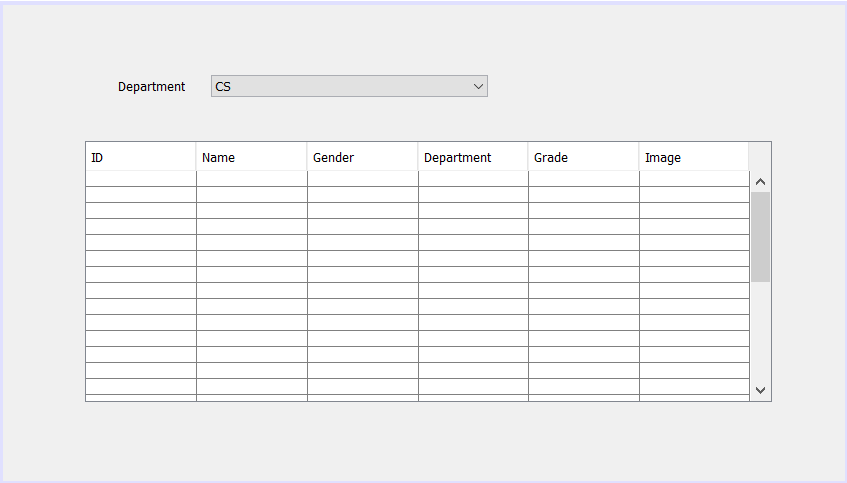 Department CS
ID Name Gender Department Grade Image